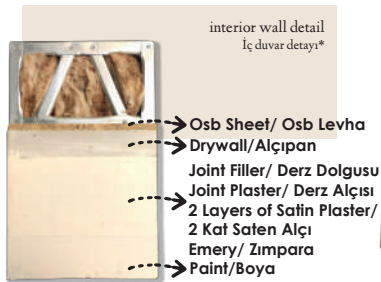 interior wall detail
İç duvar detayı*
Osb Sheet/ Osb Levha
Drywall/Alçıpan
Joint Filler/ Derz Dolgusu
Joint Plaster/ Derz Alçısı
2 Layers of Satin Plaster/
2 Kat Saten Alçı
Emery/ Zımpara
Paint/Boya